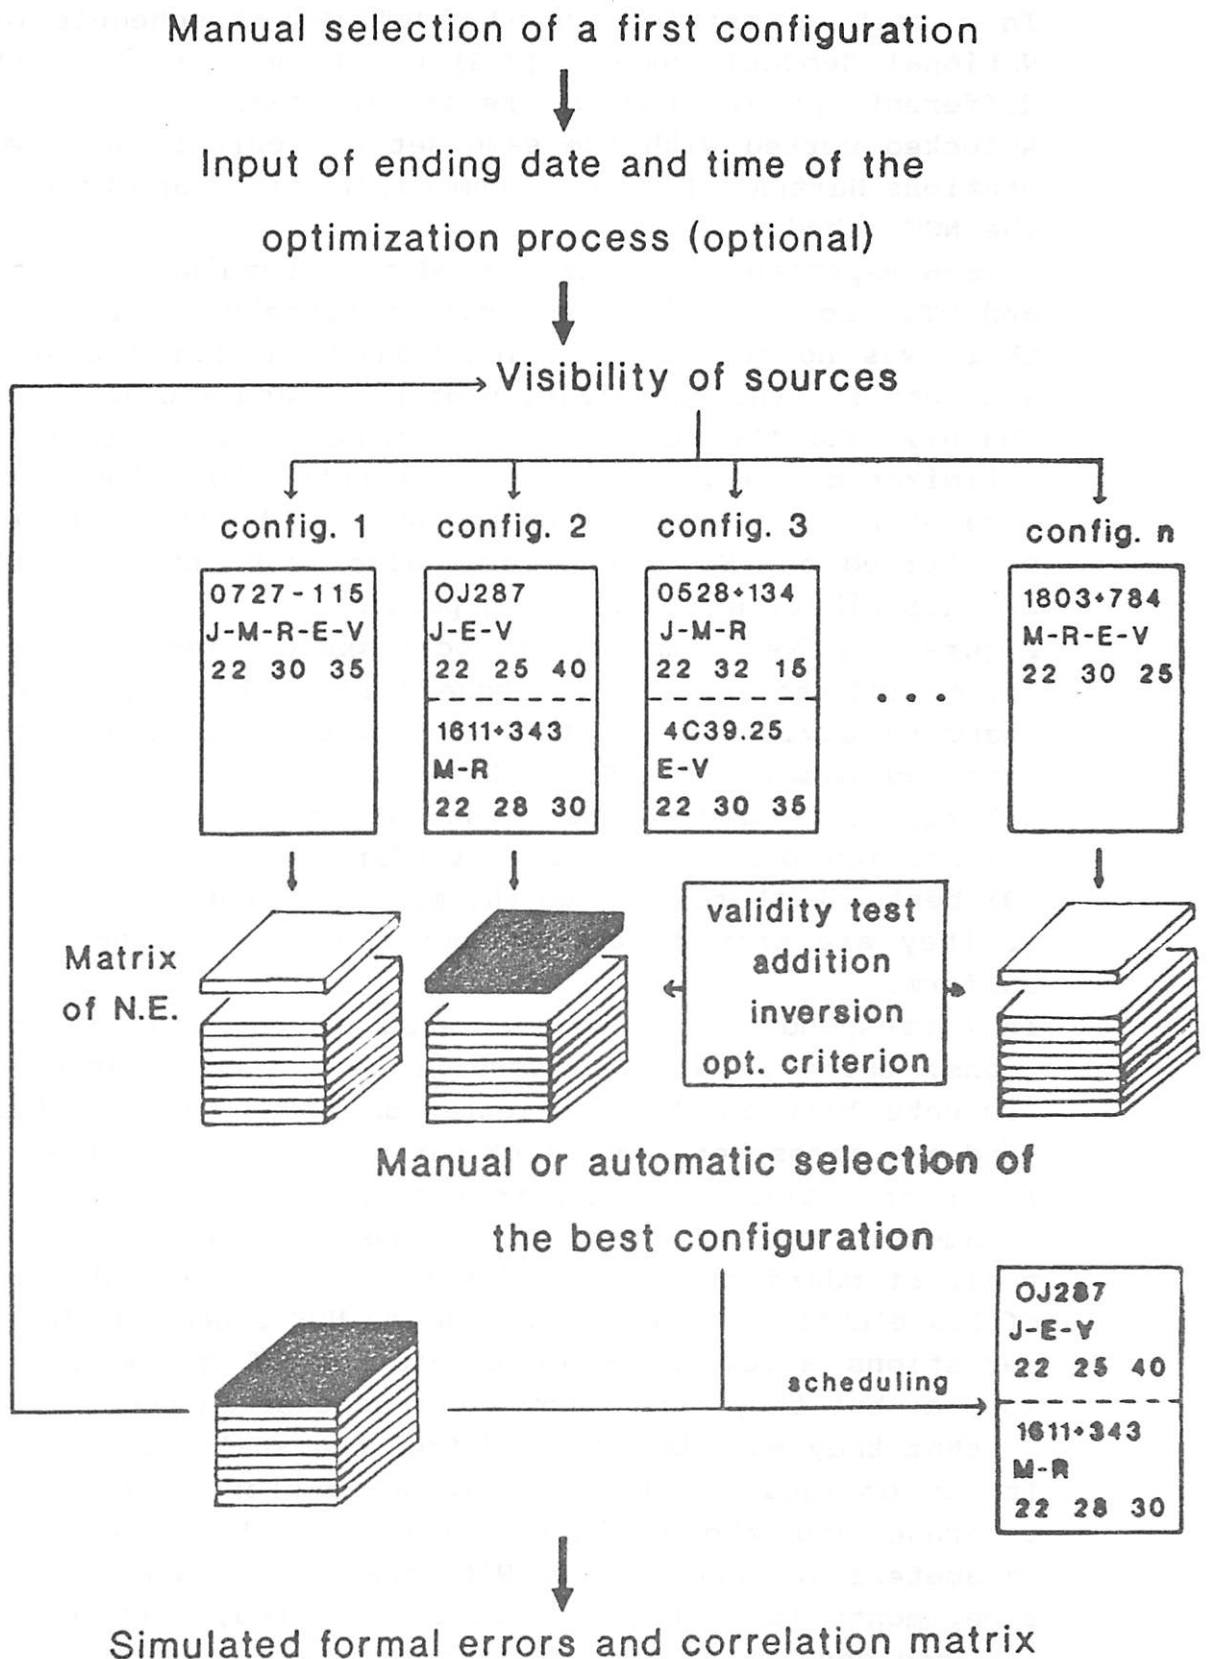 Manual selection of a first configuration
Input of ending date and time of the
optimization process (optional)
Visibility of sources
config. 1
0727-115
J-M-R-E-V
22 30 35
config. 2
OJ287
J-E-V
22 25 40
1611+343
M-R
22 28 30
config. 3
0528+134
J-M-R
22 32 15
4C39.25
E-V
22 30 35
...
config. n
1803+784
M-R-E-V
22 30 25
Matrix
of N.E.
validity test
addition
inversion
opt. criterion
Manual or automatic selection of
the best configuration
scheduling
OJ287
J-E-V
22 25 40
1611+343
M-R
22 28 30
Simulated formal errors and correlation matrix